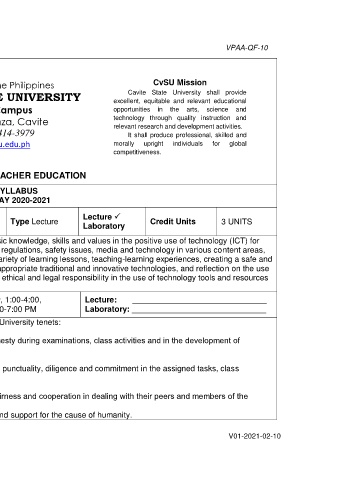 VPAA-QF-10
he Philippines
E UNIVERSITY
ampus
za, Cavite
414-3979
u.edu.ph
CvSU Mission
Cavite State University shall provide
excellent, equitable and relevant educational
opportunities in the arts, science and
technology through quality instruction and
relevant research and development activities.
It shall produce professional, skilled and
morally upright individuals for global
competitiveness.
EACHER EDUCATION
YLLABUS
AY 2020-2021
Type Lecture
Lecture ✓
Laboratory
Credit Units
3 UNITS
ic knowledge, skills and values in the positive use of technology (ICT) for
regulations, safety issues, media and technology in various content areas,
ariety of learning lessons, teaching-learning experiences, creating a safe and
appropriate traditional and innovative technologies, and reflection on the use
ethical and legal responsibility in the use of technology tools and resources
, 1:00-4:00,
0-7:00 PM
Lecture:
Laboratory:
University tenets:
esty during examinations, class activities and in the development of
punctuality, diligence and commitment in the assigned tasks, class
irness and cooperation in dealing with their peers and members of the
nd support for the cause of humanity.
V01-2021-02-10